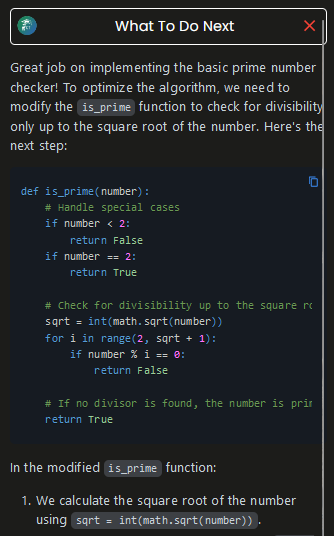 What To Do Next
Great job on implementing the basic prime number
checker! To optimize the algorithm, we need to
modify the is_prime function to check for divisibility
only up to the square root of the number. Here's the
next step:
def is_prime(number):
    # Handle special cases
    if number < 2:
        return False
    if number == 2:
        return True
    # Check for divisibility up to the square ro
    sqrt = int(math.sqrt(number))
    for i in range(2, sqrt + 1):
        if number % i == 0:
            return False
    # If no divisor is found, the number is prim
    return True
In the modified is_prime function:
1. We calculate the square root of the number
using sqrt = int(math.sqrt(number)).